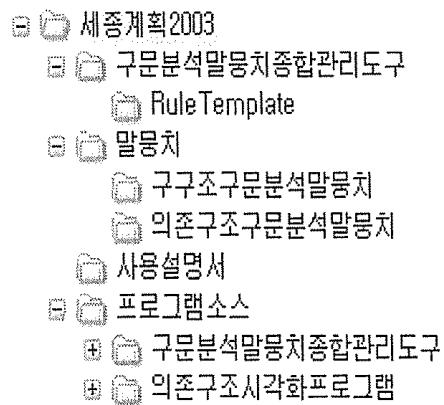 세종계획2003
구문분석말뭉치종합관리도구
RuleTemplate
말뭉치
구구조구문분석말뭉치
의존구조구문분석말뭉치
사용설명서
프로그램소스
구문분석말뭉치종합관리도구
의존구조시각화프로그램